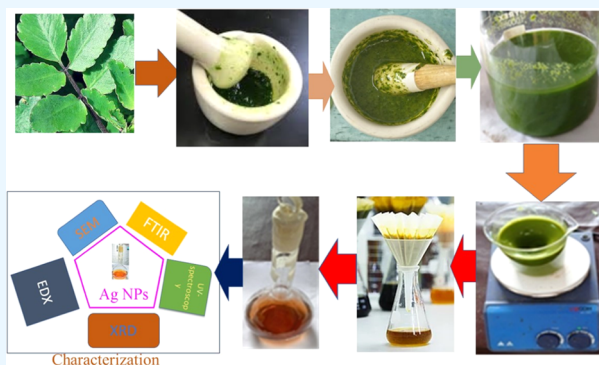 SEM
FTIR
EDX
Ag NPs
UV-
spectroscop
y
XRD
Characterization